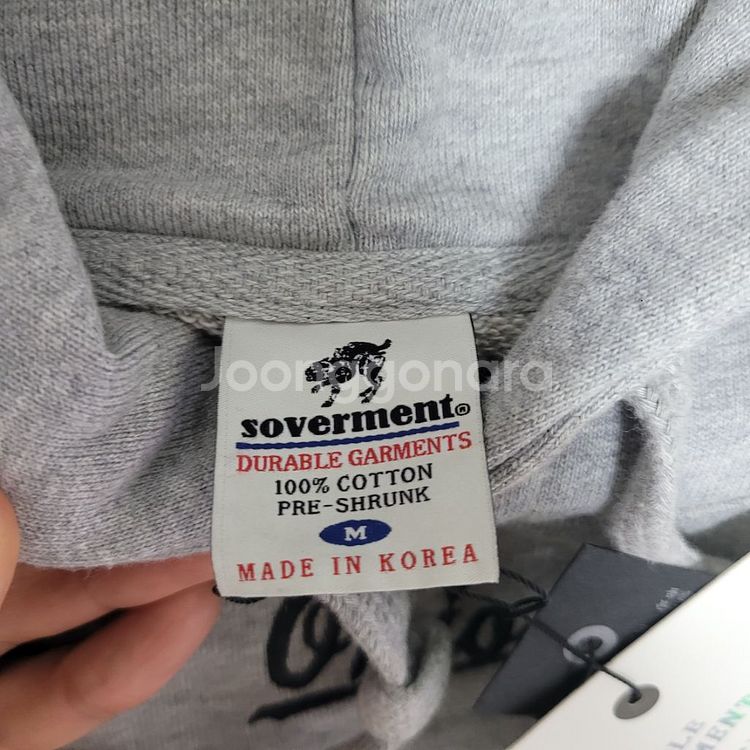 Joonggonara
soverment®
DURABLE GARMENTS
100% COTTON
PRE-SHRUNK
M
MADE IN KOREA